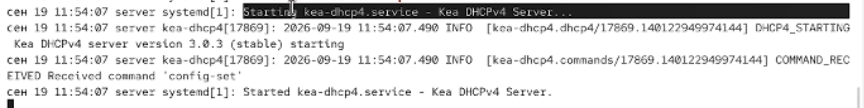 сен 19 11:54:07 server systemd[1]: Starting kea-dhcp4.service - Kea DHCPv4 Server...
сен 19 11:54:07 server kea-dhcp4[17869]: 2026-09-19 11:54:07.490 INFO  [kea-dhcp4.dhcp4/17869.140122949974144] DHCP4_STARTING
 Kea DHCPv4 server version 3.0.3 (stable) starting
сен 19 11:54:07 server kea-dhcp4[17869]: 2026-09-19 11:54:07.490 INFO  [kea-dhcp4.commands/17869.140122949974144] COMMAND_REC
EIVED Received command 'config-set'
сен 19 11:54:07 server systemd[1]: Started kea-dhcp4.service - Kea DHCPv4 Server.